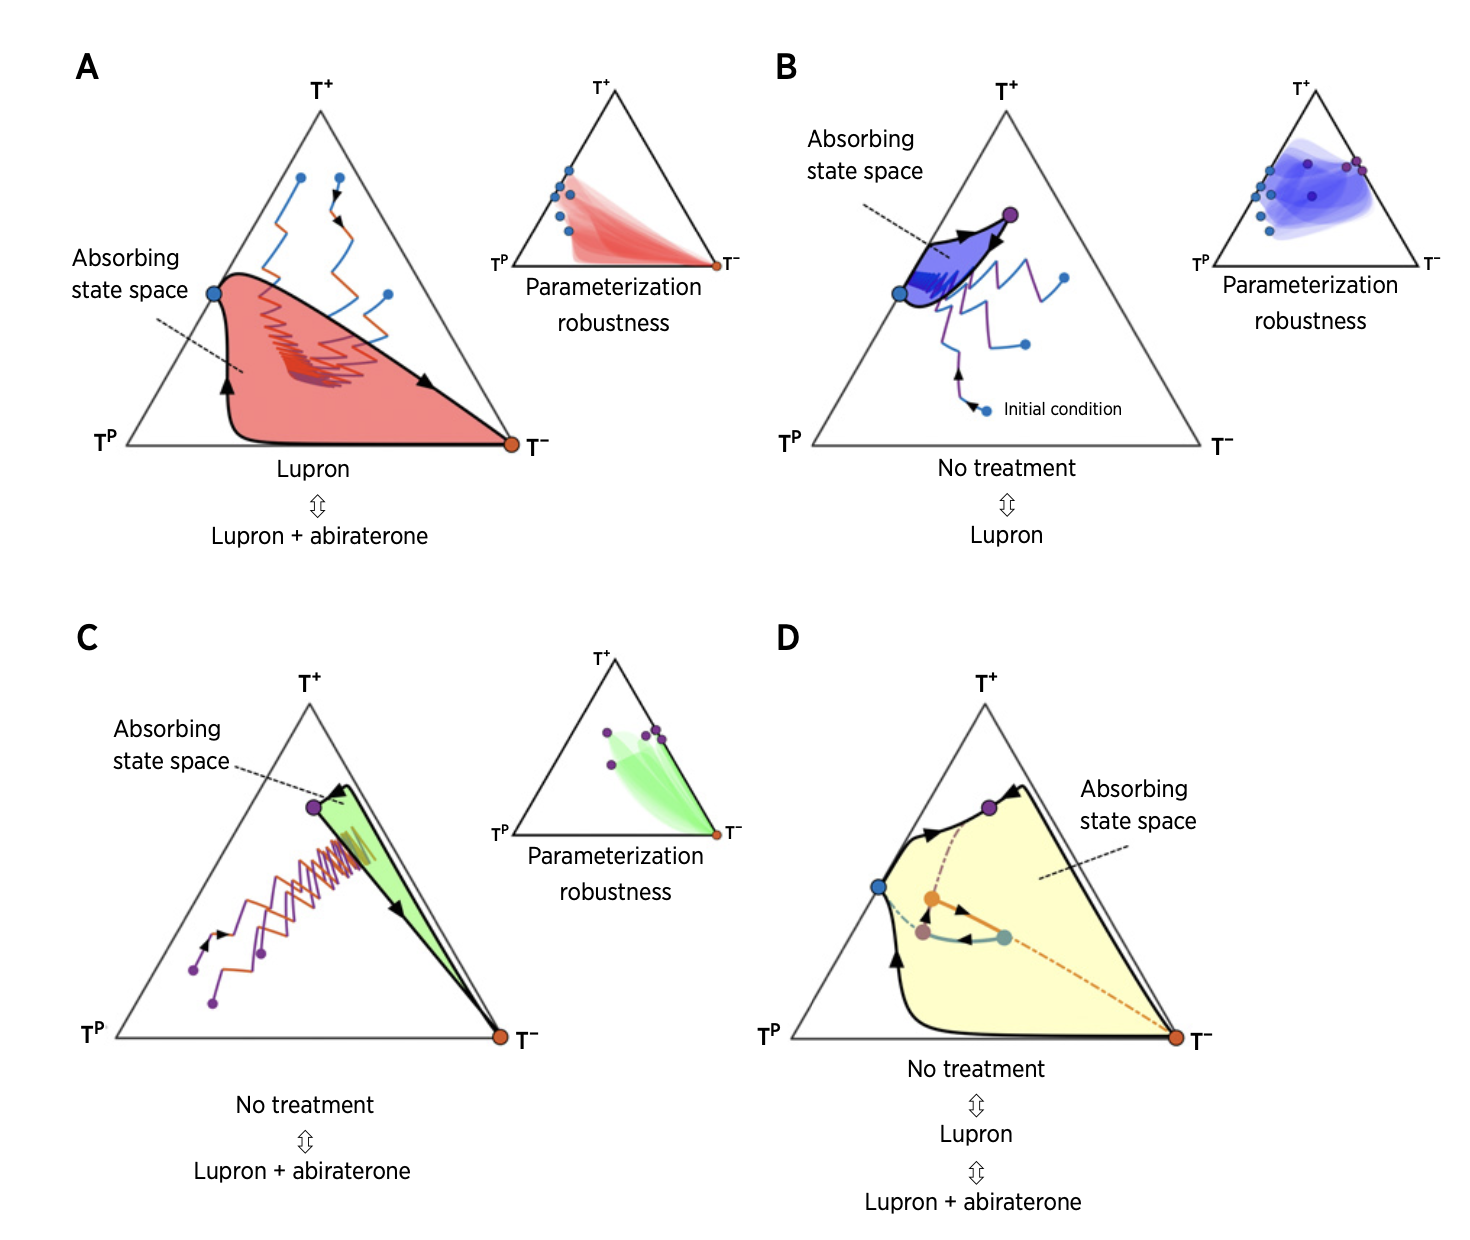 A
T⁺
Absorbing
state space
Tᴾ
T⁻
Lupron
⇳
Lupron + abiraterone
T⁺
Tᴾ
T⁻
Parameterization
robustness
B
T⁺
Absorbing
state space
Initial condition
Tᴾ
T⁻
No treatment
⇳
Lupron
T⁺
Tᴾ
T⁻
Parameterization
robustness
C
T⁺
Absorbing
state space
Tᴾ
T⁻
No treatment
⇳
Lupron + abiraterone
T⁺
Tᴾ
T⁻
Parameterization
robustness
D
T⁺
Absorbing
state space
Tᴾ
T⁻
No treatment
⇳
Lupron
⇳
Lupron + abiraterone